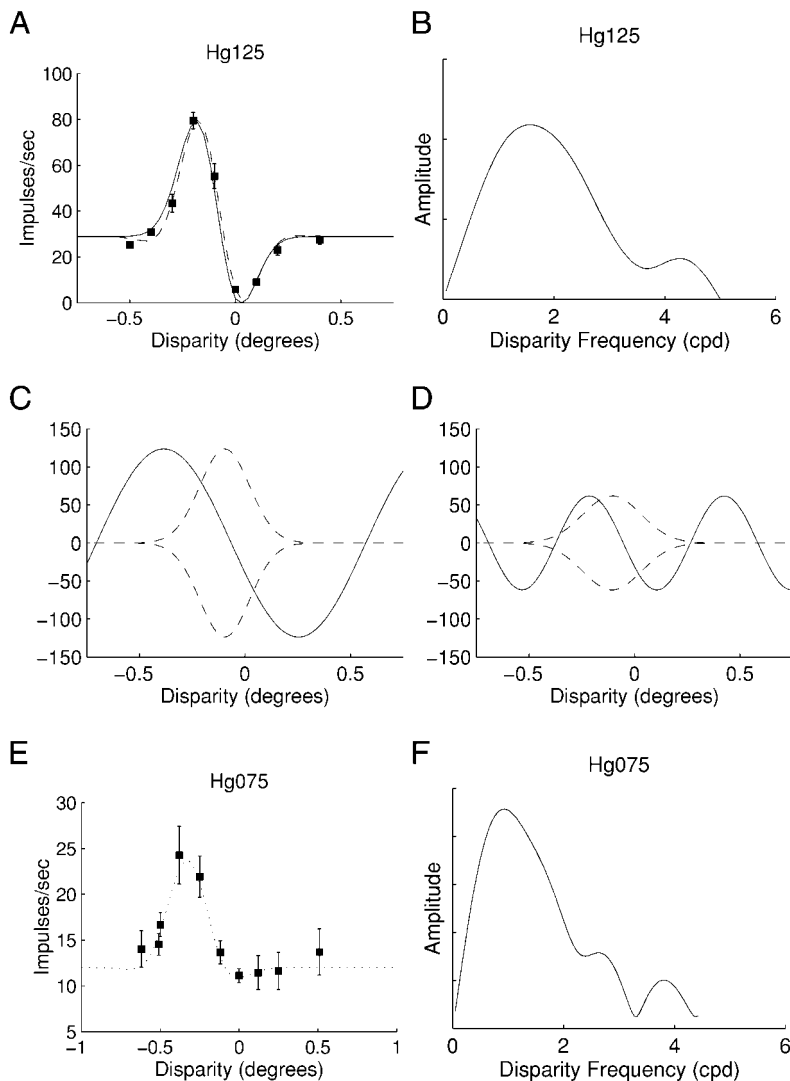 A
Hg125
100
80
60
40
20
0
Impulses/sec
−0.5
0
0.5
Disparity (degrees)
B
Hg125
Amplitude
0
2
4
6
Disparity Frequency (cpd)
C
150
100
50
0
−50
−100
−150
−0.5
0
0.5
Disparity (degrees)
D
150
100
50
0
−50
−100
−150
−0.5
0
0.5
Disparity (degrees)
E
Hg075
30
25
20
15
10
5
Impulses/sec
−1
−0.5
0
0.5
1
Disparity (degrees)
F
Hg075
Amplitude
0
2
4
6
Disparity Frequency (cpd)